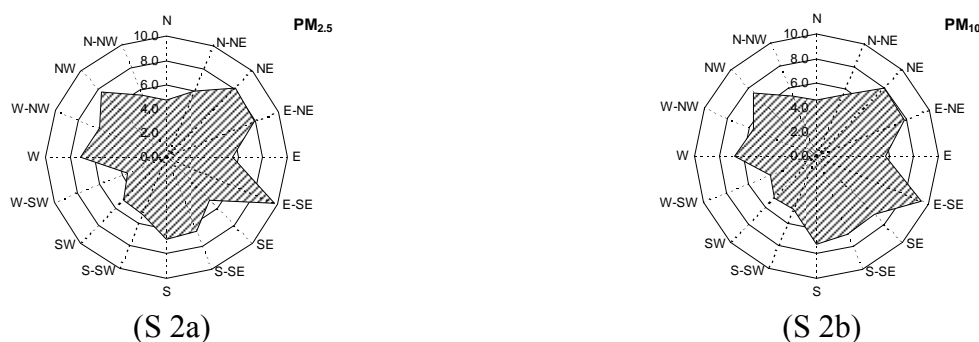 PM2.5
N
N-NE
NE
E-NE
E
E-SE
SE
S-SE
S
S-SW
SW
W-SW
W
W-NW
NW
N-NW
10.0
8.0
6.0
4.0
2.0
0.0
(S 2a)
PM10
N
N-NE
NE
E-NE
E
E-SE
SE
S-SE
S
S-SW
SW
W-SW
W
W-NW
NW
N-NW
10.0
8.0
6.0
4.0
2.0
0.0
(S 2b)